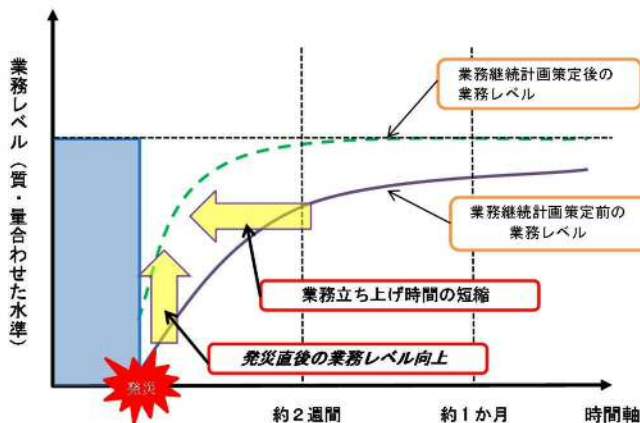 業務継続計画策定後の
業務レベル
業務レベル（質・量合わせた水準）
業務継続計画策定前の
業務レベル
業務立ち上げ時間の短縮
発災直後の業務レベル向上
発災
約２週間
約１か月
時間軸